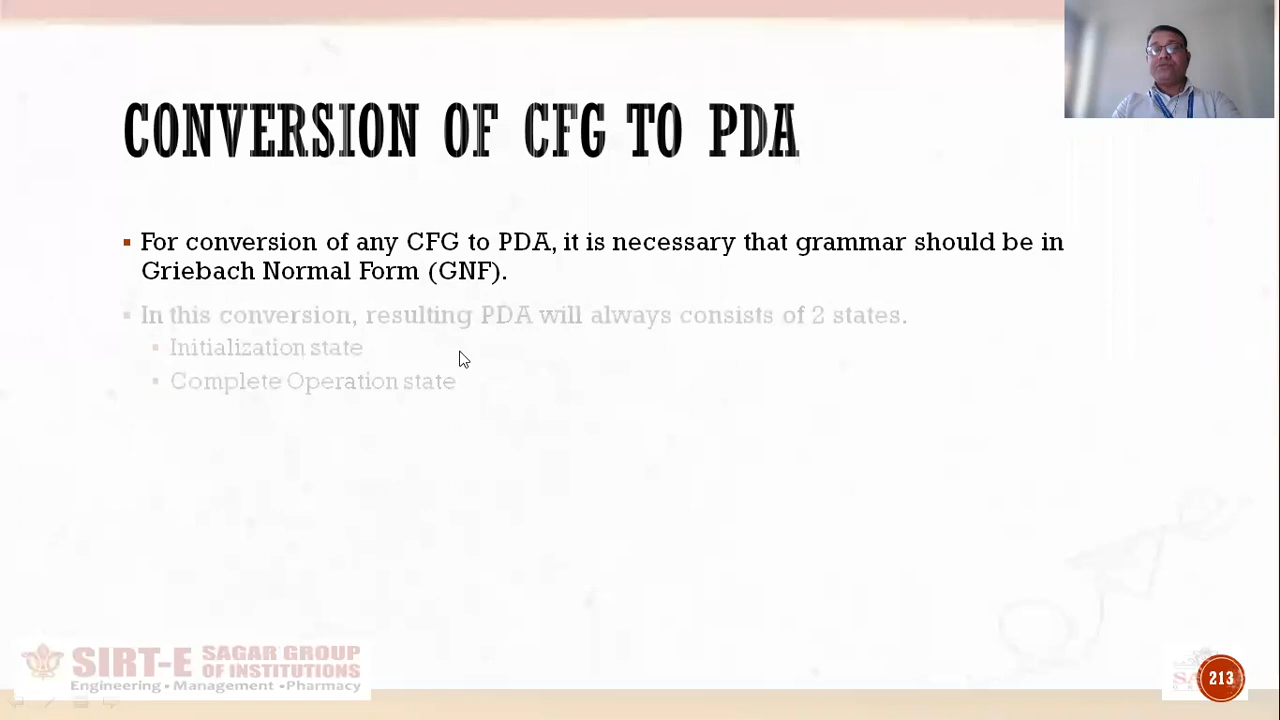 CONVERSION OF CFG TO PDA
▪ For conversion of any CFG to PDA, it is necessary that grammar should be in
Griebach Normal Form (GNF).
▪ In this conversion, resulting PDA will always consists of 2 states.
▪ Initialization state
▪ Complete Operation state
SIRT-E SAGAR GROUP
OF INSTITUTIONS
Engineering ▪ Management ▪ Pharmacy
213